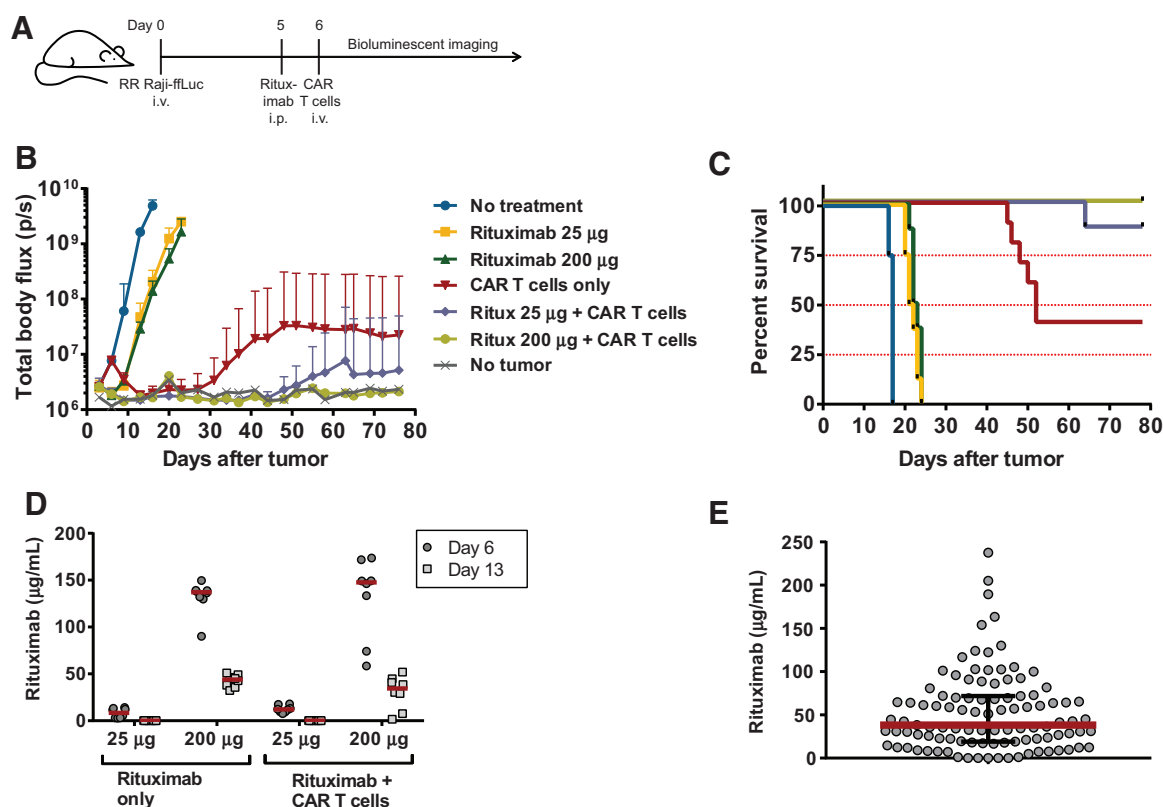 A
Day 0
5
6
Bioluminescent imaging
RR Raji-ffLuc
i.v.
Ritux-
imab
i.p.
CAR
T cells
i.v.
B
Total body flux (p/s)
10^10
10^9
10^8
10^7
10^6
0 10 20 30 40 50 60 70 80
Days after tumor
No treatment
Rituximab 25 μg
Rituximab 200 μg
CAR T cells only
Ritux 25 μg + CAR T cells
Ritux 200 μg + CAR T cells
No tumor
C
Percent survival
100
75
50
25
0
0 10 20 30 40 50 60 70 80
Days after tumor
D
Rituximab (μg/mL)
200
150
100
50
0
Day 6
Day 13
25 μg 200 μg 25 μg 200 μg
Rituximab
only
Rituximab +
CAR T cells
E
Rituximab (μg/mL)
250
200
150
100
50
0